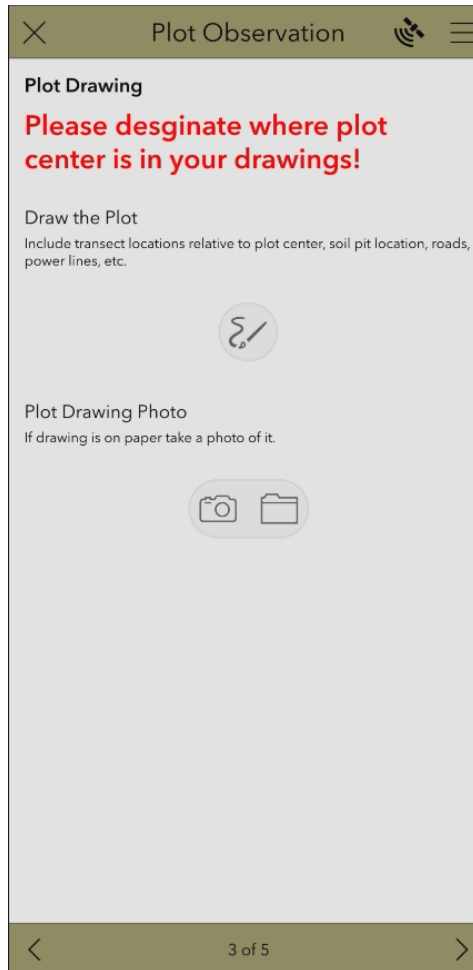 Plot Observation
Plot Drawing
Please desginate where plot
center is in your drawings!
Draw the Plot
Include transect locations relative to plot center, soil pit location, roads,
power lines, etc.
Plot Drawing Photo
If drawing is on paper take a photo of it.
3 of 5